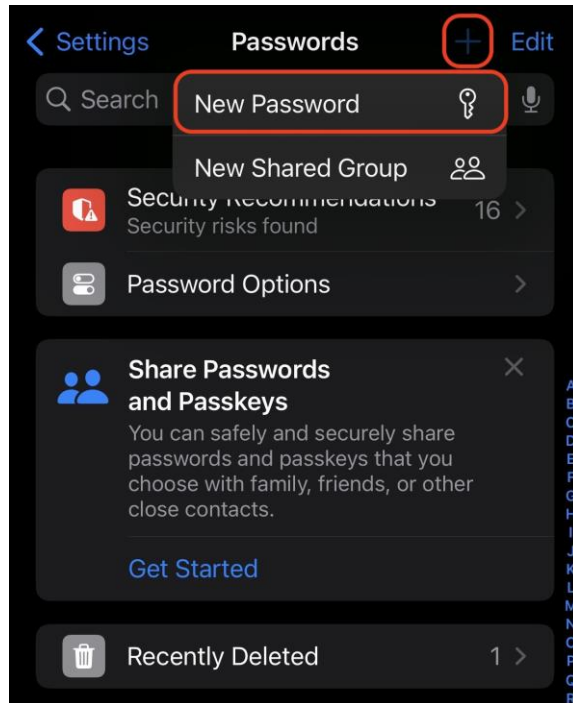 Settings
Passwords
Edit
Search
New Password
New Shared Group
Security Recommendations
16
Security risks found
Password Options
Share Passwords
and Passkeys
You can safely and securely share
passwords and passkeys that you
choose with family, friends, or other
close contacts.
Get Started
Recently Deleted
1
A
B
C
D
E
F
G
H
I
J
K
L
M
N
O
P
Q
R